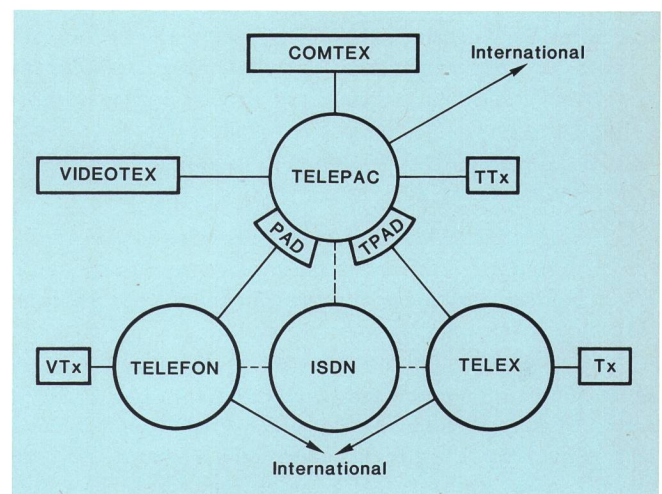 COMTEX
International
VIDEOTEX
TELEPAC
TTx
PAD
TPAD
VTx
TELEFON
ISDN
TELEX
Tx
International